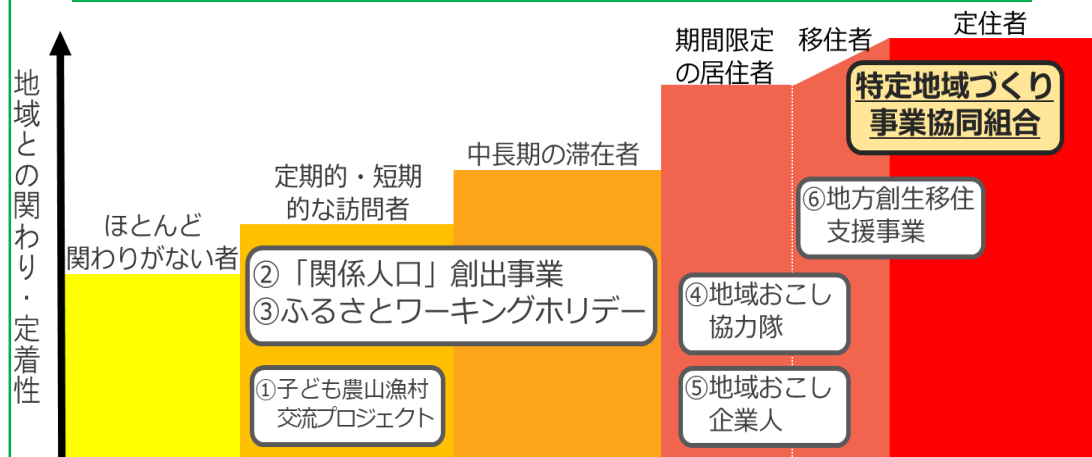 地域との関わり・定着性
ほとんど
関わりがない者
定期的・短期
的な訪問者
中長期の滞在者
期間限定
の居住者
移住者
定住者
特定地域づくり
事業協同組合
⑥地方創生移住
支援事業
②「関係人口」創出事業
③ふるさとワーキングホリデー
④地域おこし
協力隊
①子ども農山漁村
交流プロジェクト
⑤地域おこし
企業人